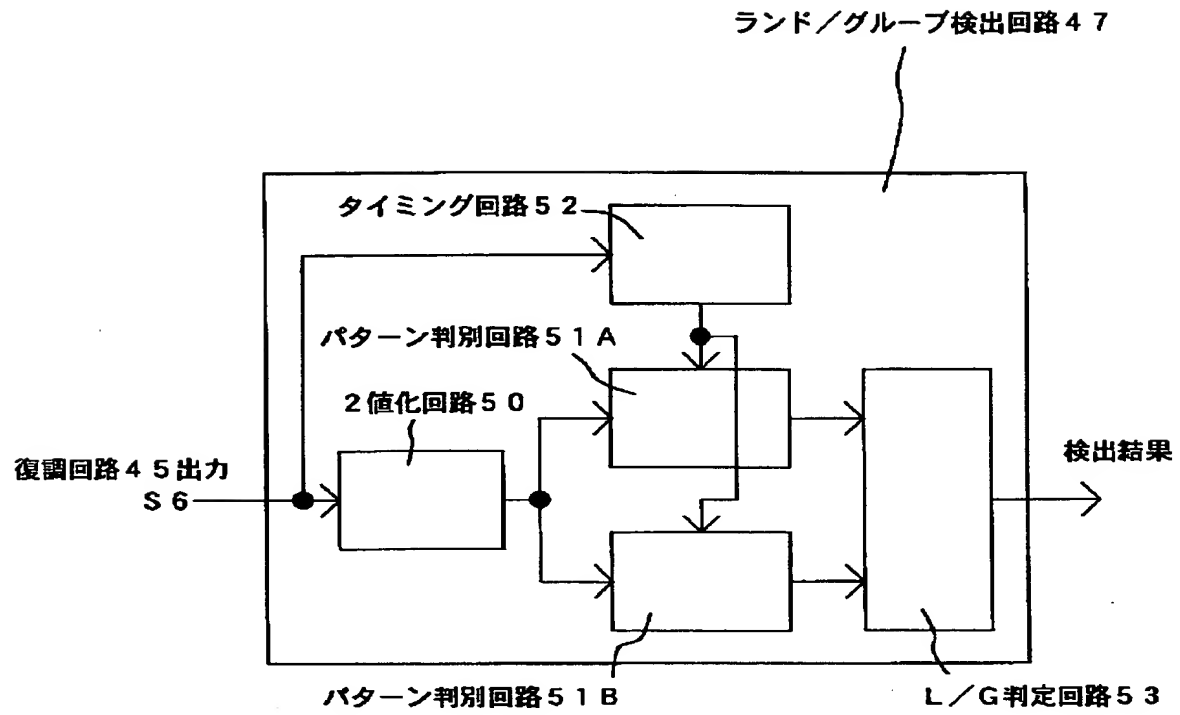 ランド／グルーブ検出回路４７
タイミング回路５２
パターン判別回路５１Ａ
２値化回路５０
復調回路４５出力
Ｓ６
検出結果
パターン判別回路５１Ｂ
Ｌ／Ｇ判定回路５３